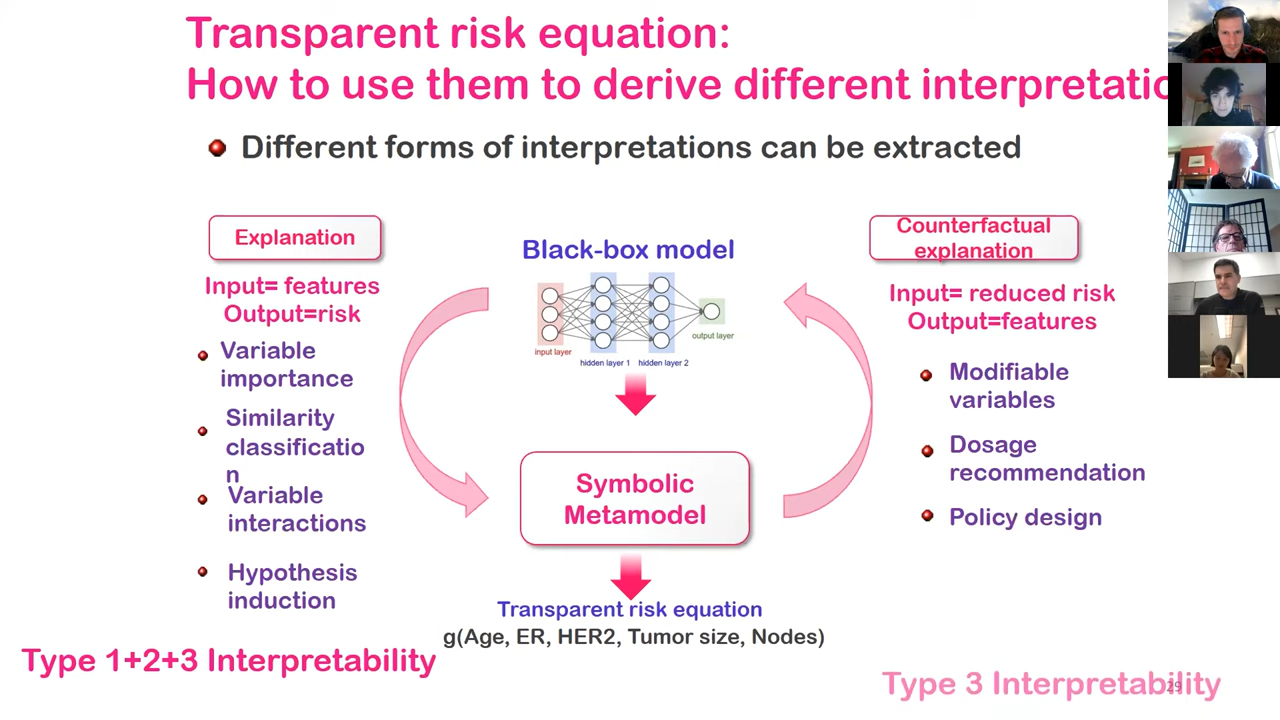 Transparent risk equation:
How to use them to derive different interpretatio
Different forms of interpretations can be extracted
Explanation
Input= features
Output=risk
Variable
importance
Similarity
classificatio
n
Variable
interactions
Hypothesis
induction
Type 1+2+3 Interpretability
Black-box model
input layer
hidden layer 1
hidden layer 2
output layer
Symbolic
Metamodel
Transparent risk equation
g(Age, ER, HER2, Tumor size, Nodes)
Counterfactual
explanation
Input= reduced risk
Output=features
Modifiable
variables
Dosage
recommendation
Policy design
Type 3 Interpretability
29